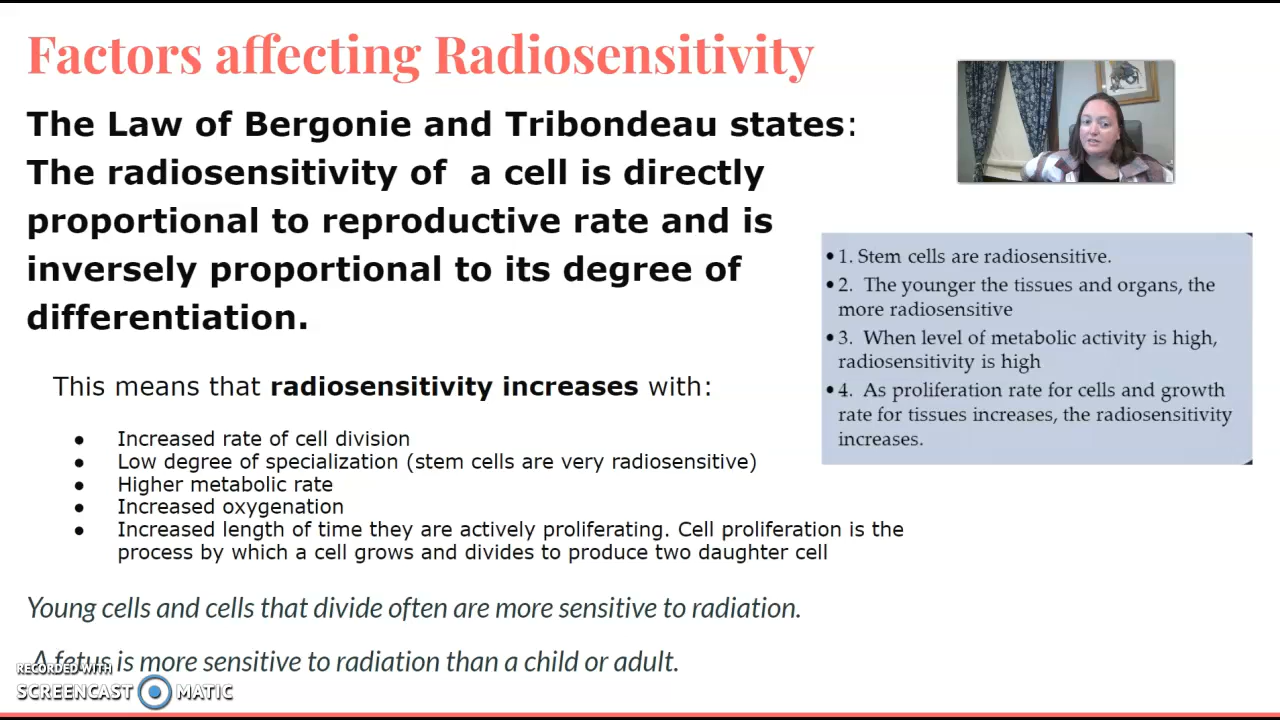 Factors affecting Radiosensitivity
The Law of Bergonie and Tribondeau states:
The radiosensitivity of a cell is directly
proportional to reproductive rate and is
inversely proportional to its degree of
differentiation.
This means that radiosensitivity increases with:
● Increased rate of cell division
● Low degree of specialization (stem cells are very radiosensitive)
● Higher metabolic rate
● Increased oxygenation
● Increased length of time they are actively proliferating. Cell proliferation is the
process by which a cell grows and divides to produce two daughter cell
Young cells and cells that divide often are more sensitive to radiation.
A fetus is more sensitive to radiation than a child or adult.
• 1. Stem cells are radiosensitive.
• 2. The younger the tissues and organs, the
more radiosensitive
• 3. When level of metabolic activity is high,
radiosensitivity is high
• 4. As proliferation rate for cells and growth
rate for tissues increases, the radiosensitivity
increases.
RECORDED WITH
SCREENCAST MATIC